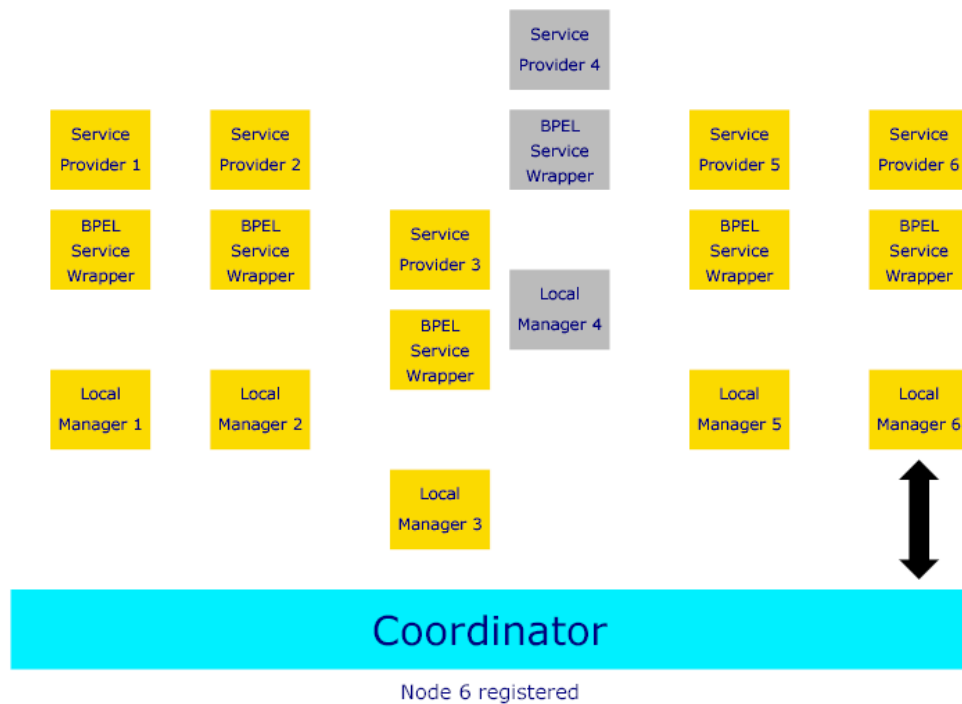 Service
Provider 4
Service
Provider 1
Service
Provider 2
BPEL
Service
Wrapper
Service
Provider 5
Service
Provider 6
BPEL
Service
Wrapper
BPEL
Service
Wrapper
Service
Provider 3
BPEL
Service
Wrapper
BPEL
Service
Wrapper
Local
Manager 4
BPEL
Service
Wrapper
Local
Manager 1
Local
Manager 2
Local
Manager 5
Local
Manager 6
Local
Manager 3
Coordinator
Node 6 registered